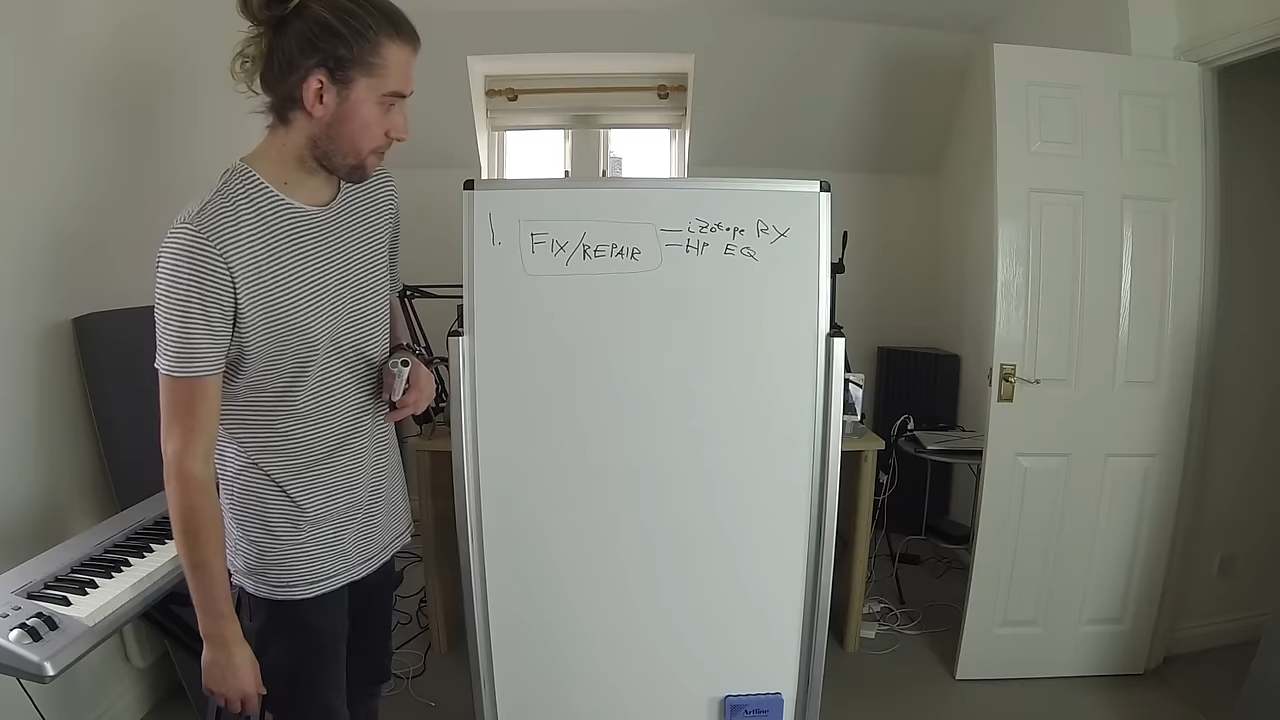 1. FIX/REPAIR — iZotope RX
— HP EQ
Artline